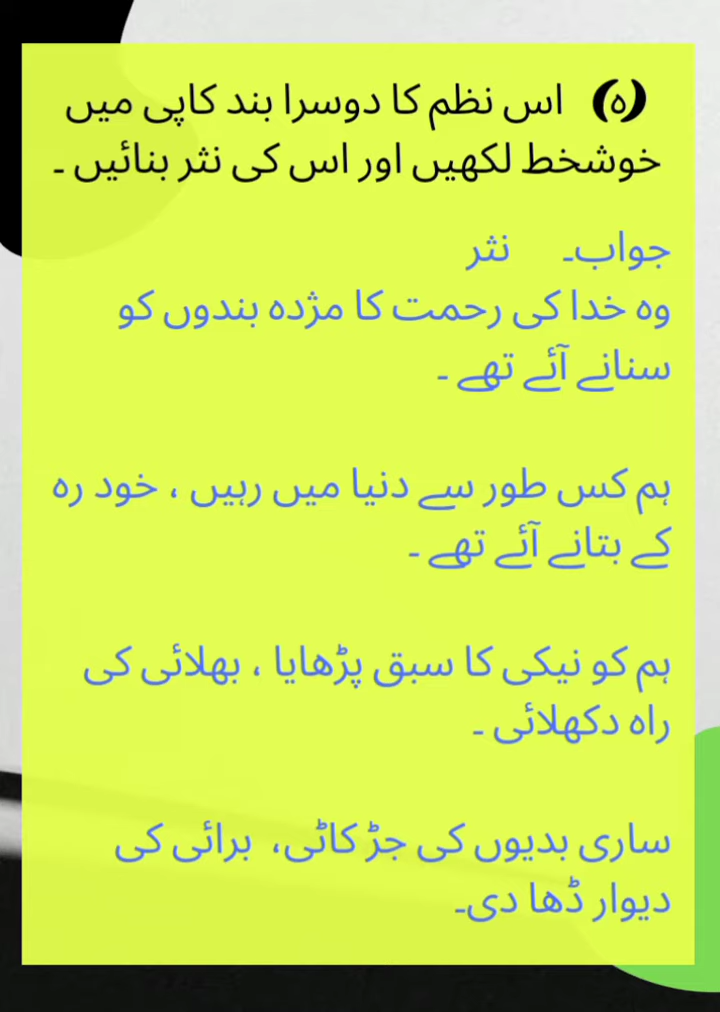 (ہ) اس نظم کا دوسرا بند کاپی میں
خوشخط لکھیں اور اس کی نثر بنائیں ۔
جواب۔ نثر
وہ خدا کی رحمت کا مژدہ بندوں کو
سنانے آئے تھے ۔
ہم کس طور سے دنیا میں رہیں ، خود رہ
کے بتانے آئے تھے ۔
ہم کو نیکی کا سبق پڑھایا ، بھلائی کی
راہ دکھلائی ۔
ساری بدیوں کی جڑ کاٹی، برائی کی
دیوار ڈھا دی۔